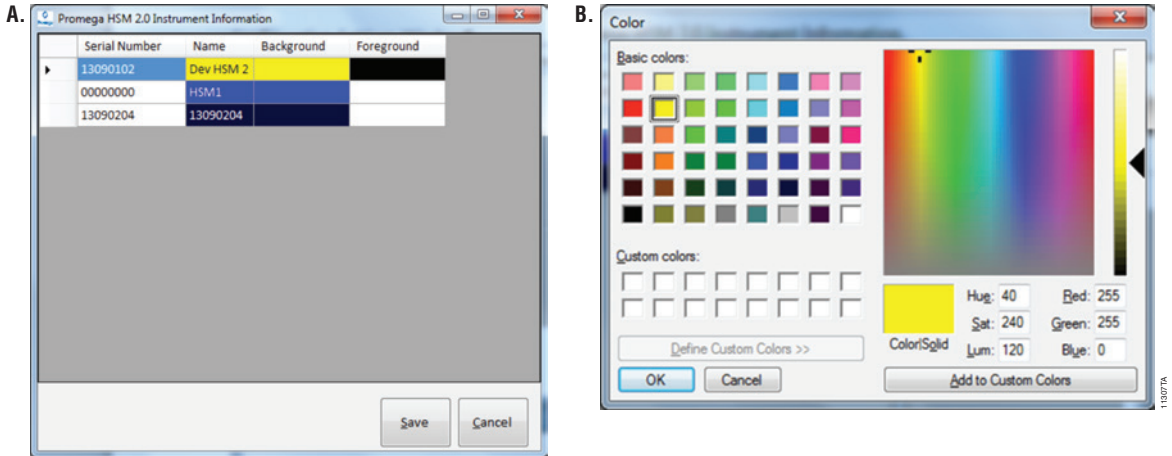 A.
Promega HSM 2.0 Instrument Information
Serial Number Name Background Foreground
13090102 Dev HSM 2
00000000 HSM1
13090204 13090204
Save Cancel
B.
Color
Basic colors:
Custom colors:
Define Custom Colors >>
OK Cancel
Color|Solid
Hue: 40 Red: 255
Sat: 240 Green: 255
Lum: 120 Blue: 0
Add to Custom Colors
11307TA